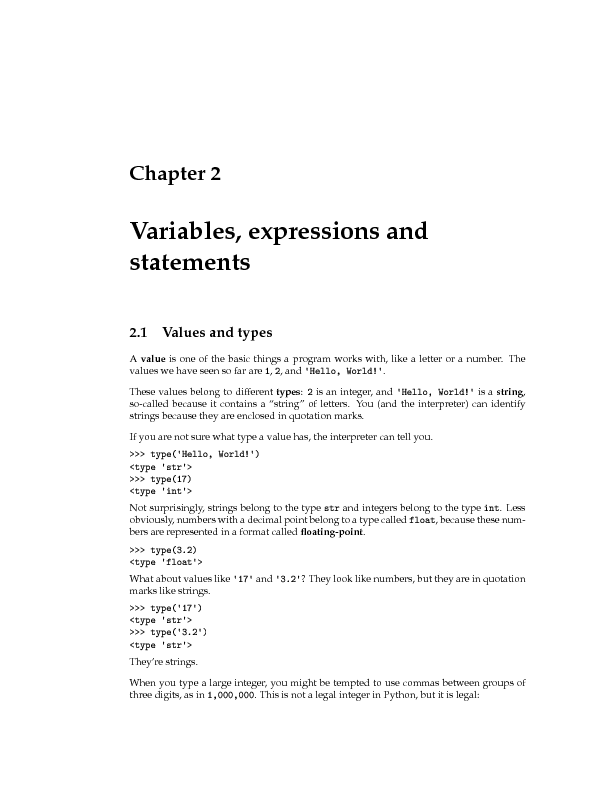 Chapter 2
Variables, expressions and
statements
2.1 Values and types
A value is one of the basic things a program works with, like a letter or a number. The
values we have seen so far are 1, 2, and 'Hello, World!'.
These values belong to different types: 2 is an integer, and 'Hello, World!' is a string,
so-called because it contains a “string” of letters. You (and the interpreter) can identify
strings because they are enclosed in quotation marks.
If you are not sure what type a value has, the interpreter can tell you.
>>> type('Hello, World!')
<type 'str'>
>>> type(17)
<type 'int'>
Not surprisingly, strings belong to the type str and integers belong to the type int. Less
obviously, numbers with a decimal point belong to a type called float, because these num-
bers are represented in a format called floating-point.
>>> type(3.2)
<type 'float'>
What about values like '17' and '3.2'? They look like numbers, but they are in quotation
marks like strings.
>>> type('17')
<type 'str'>
>>> type('3.2')
<type 'str'>
They’re strings.
When you type a large integer, you might be tempted to use commas between groups of
three digits, as in 1,000,000. This is not a legal integer in Python, but it is legal: